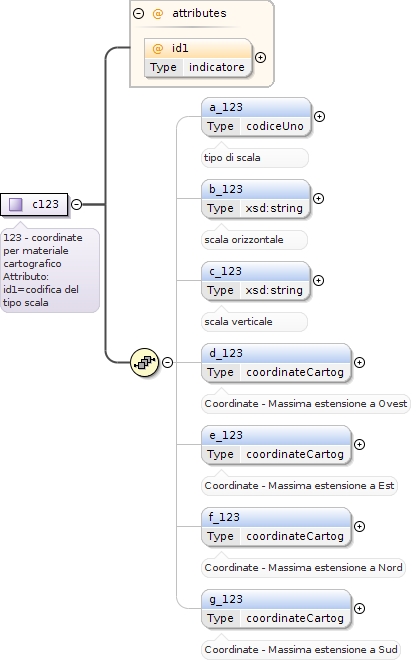 @ attributes
@ id1
Type indicatore
a_123
Type codiceUno
tipo di scala
b_123
Type xsd:string
scala orizzontale
c123
123 - coordinate
per materiale
cartografico
Attributo:
id1=codifica del
tipo scala
c_123
Type xsd:string
scala verticale
d_123
Type coordinateCartog
Coordinate - Massima estensione a Ovest
e_123
Type coordinateCartog
Coordinate - Massima estensione a Est
f_123
Type coordinateCartog
Coordinate - Massima estensione a Nord
g_123
Type coordinateCartog
Coordinate - Massima estensione a Sud